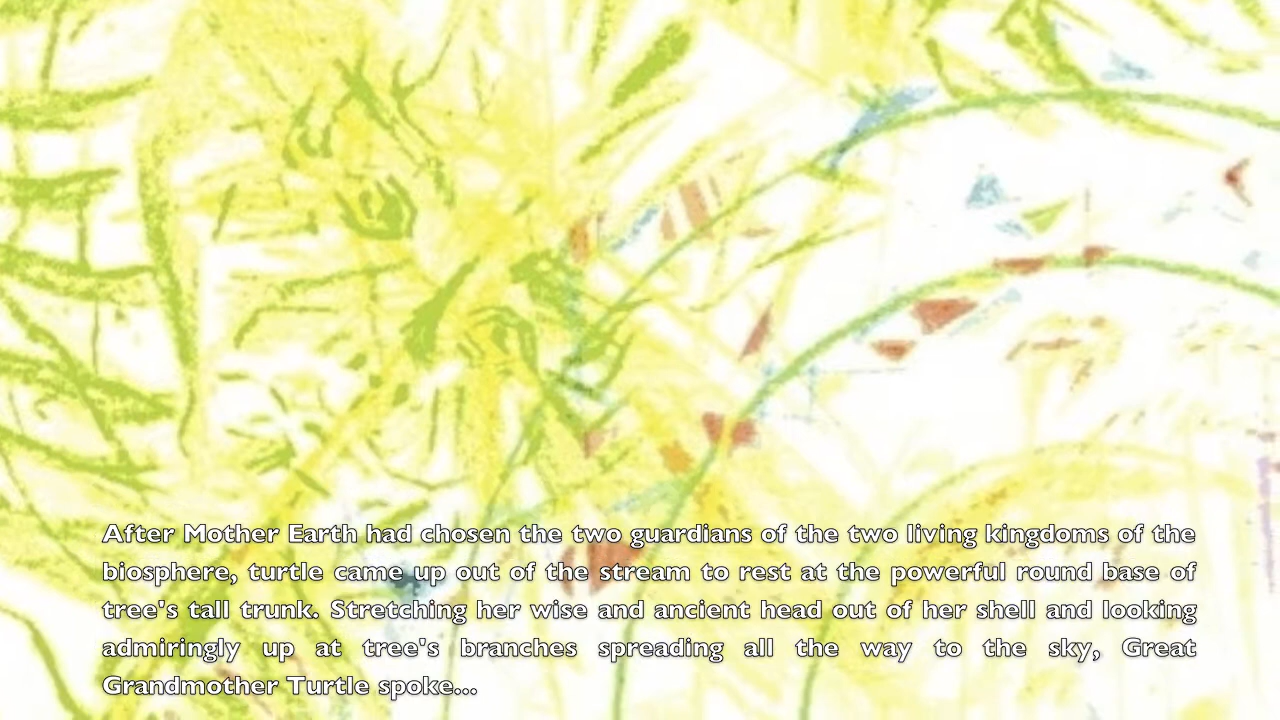 After Mother Earth had chosen the two guardians of the two living kingdoms of the
biosphere, turtle came up out of the stream to rest at the powerful round base of
tree's tall trunk. Stretching her wise and ancient head out of her shell and looking
admiringly up at tree's branches spreading all the way to the sky, Great
Grandmother Turtle spoke...